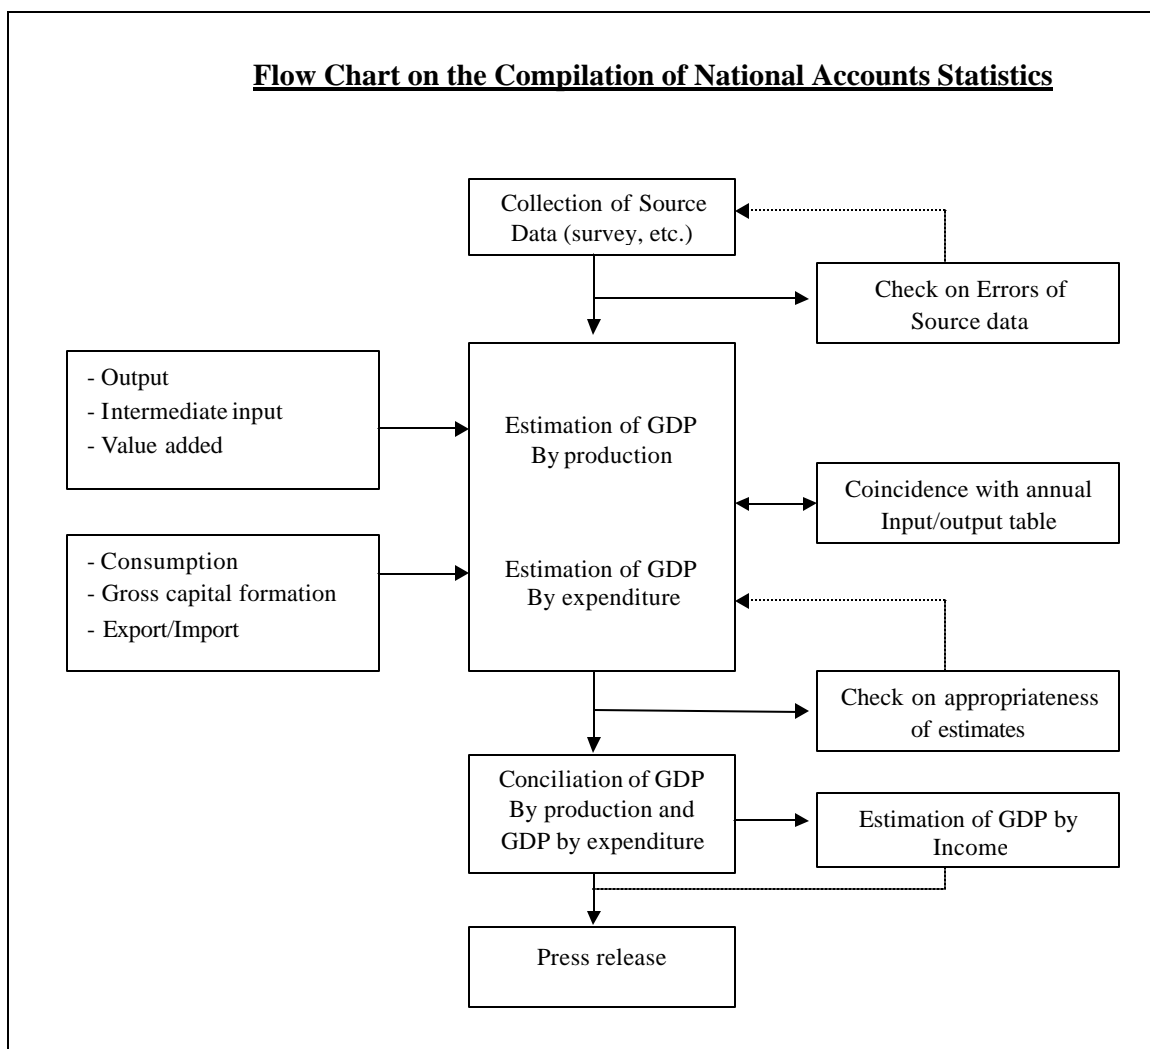 Flow Chart on the Compilation of National Accounts Statistics
Collection of Source
Data (survey, etc.)
Check on Errors of
Source data
- Output
- Intermediate input
- Value added
Estimation of GDP
By production
Coincidence with annual
Input/output table
- Consumption
- Gross capital formation
- Export/Import
Estimation of GDP
By expenditure
Check on appropriateness
of estimates
Conciliation of GDP
By production and
GDP by expenditure
Estimation of GDP by
Income
Press release